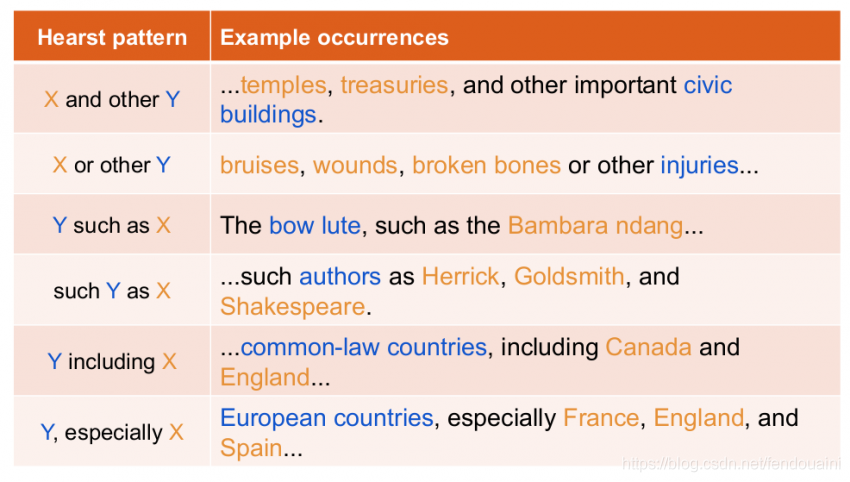 Hearst pattern Example occurrences
X and other Y ...temples, treasuries, and other important civic
buildings.
X or other Y bruises, wounds, broken bones or other injuries...
Y such as X The bow lute, such as the Bambara ndang...
such Y as X ...such authors as Herrick, Goldsmith, and
Shakespeare.
Y including X ...common-law countries, including Canada and
England...
Y, especially X European countries, especially France, England, and
Spain...
https://blog.csdn.net/fendouaini